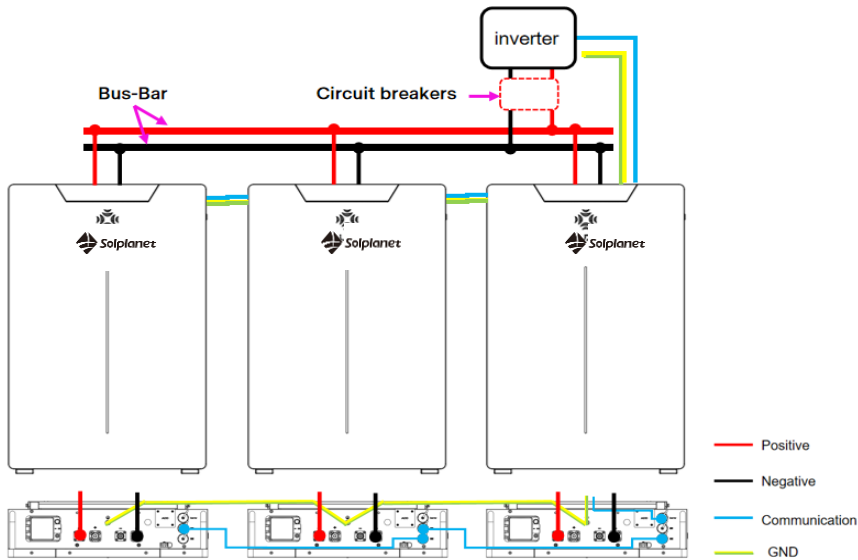 inverter
Bus-Bar
Circuit breakers
Solplanet
Solplanet
Solplanet
Positive
Negative
Communication
GND